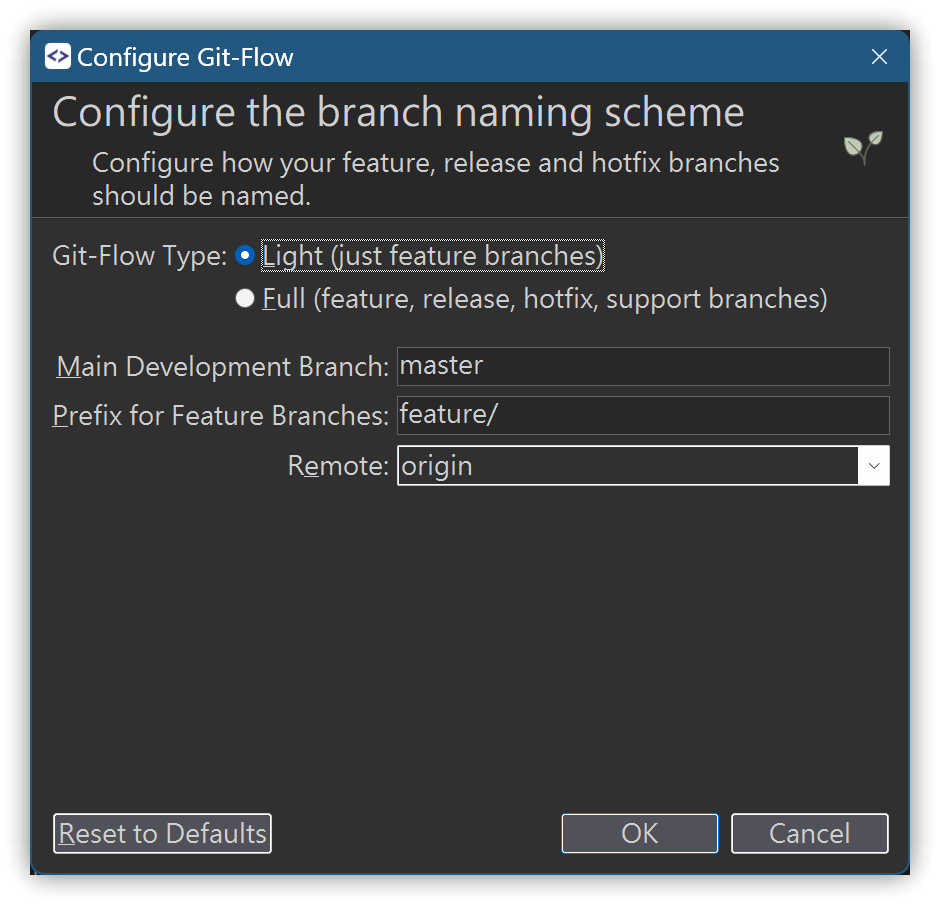 Configure Git-Flow
Configure the branch naming scheme
Configure how your feature, release and hotfix branches
should be named.
Git-Flow Type: Light (just feature branches)
Full (feature, release, hotfix, support branches)
Main Development Branch: master
Prefix for Feature Branches: feature/
Remote: origin
Reset to Defaults OK Cancel